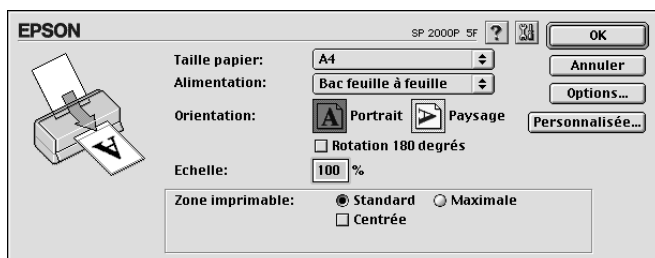 EPSON SP 2000P 5F ? OK
Taille papier: A4 Annuler
Alimentation: Bac feuille à feuille Options...
Orientation: A Portrait A Paysage Personnalisée...
Rotation 180 degrés
Echelle: 100 %
Zone imprimable: Standard Maximale
Centrée
A